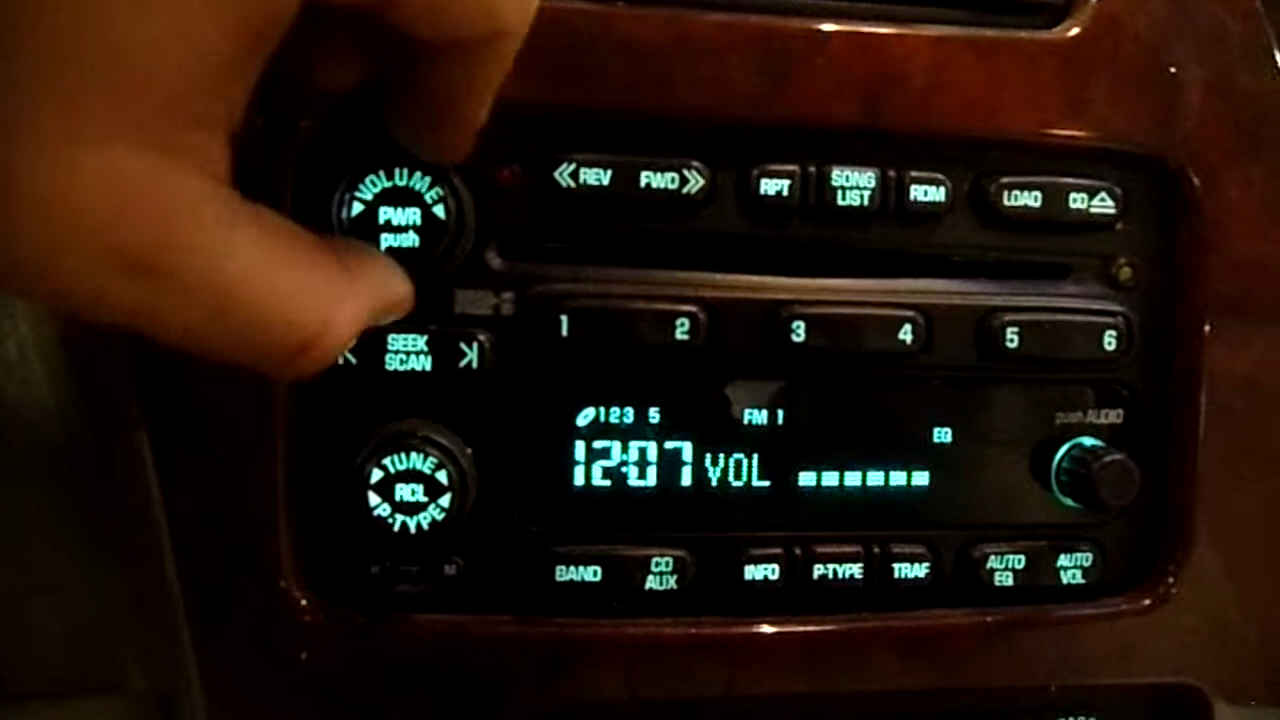 VOLUME
PWR
push
REV FWD
RPT
SONG
LIST
RDM
LOAD CD
SEEK
SCAN
1 2 3 4 5 6
123 5 FM 1
EQ
12:07 VOL
push AUDIO
TUNE
RCL
P-TYPE
H M
BAND
CD
AUX
INFO P-TYPE TRAF
AUTO
EQ
AUTO
VOL